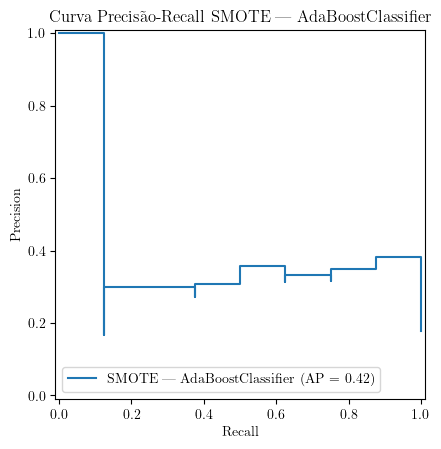 Curva Precisão-Recall SMOTE — AdaBoostClassifier
1.0
0.8
0.6
0.4
0.2
0.0
Precision
SMOTE — AdaBoostClassifier (AP = 0.42)
0.0 0.2 0.4 0.6 0.8 1.0
Recall